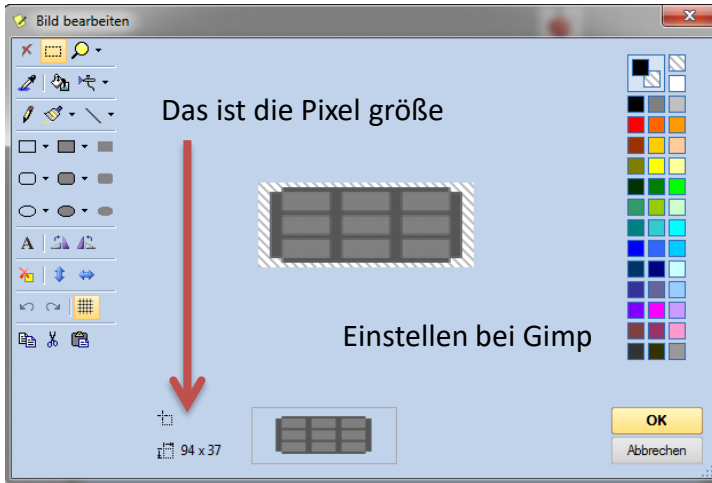 Bild bearbeiten
Das ist die Pixel größe
A
Einstellen bei Gimp
94 x 37
OK
Abbrechen